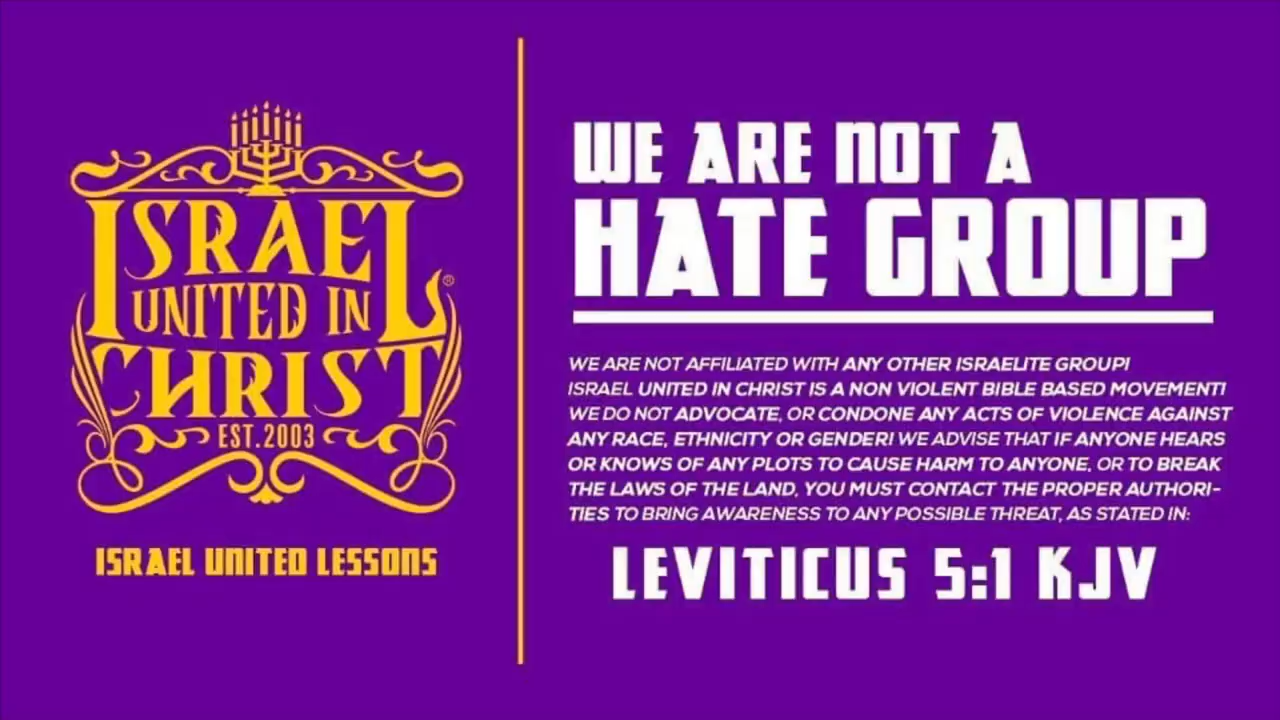 ISRAEL
UNITED IN
CHRIST
EST.2003
ISRAEL UNITED LESSONS
WE ARE NOT A
HATE GROUP
WE ARE NOT AFFILIATED WITH ANY OTHER ISRAELITE GROUP!
ISRAEL UNITED IN CHRIST IS A NON VIOLENT BIBLE BASED MOVEMENT!
WE DO NOT ADVOCATE, OR CONDONE ANY ACTS OF VIOLENCE AGAINST
ANY RACE, ETHNICITY OR GENDER! WE ADVISE THAT IF ANYONE HEARS
OR KNOWS OF ANY PLOTS TO CAUSE HARM TO ANYONE, OR TO BREAK
THE LAWS OF THE LAND, YOU MUST CONTACT THE PROPER AUTHORI-
TIES TO BRING AWARENESS TO ANY POSSIBLE THREAT, AS STATED IN:
LEVITICUS 5:1 KJV